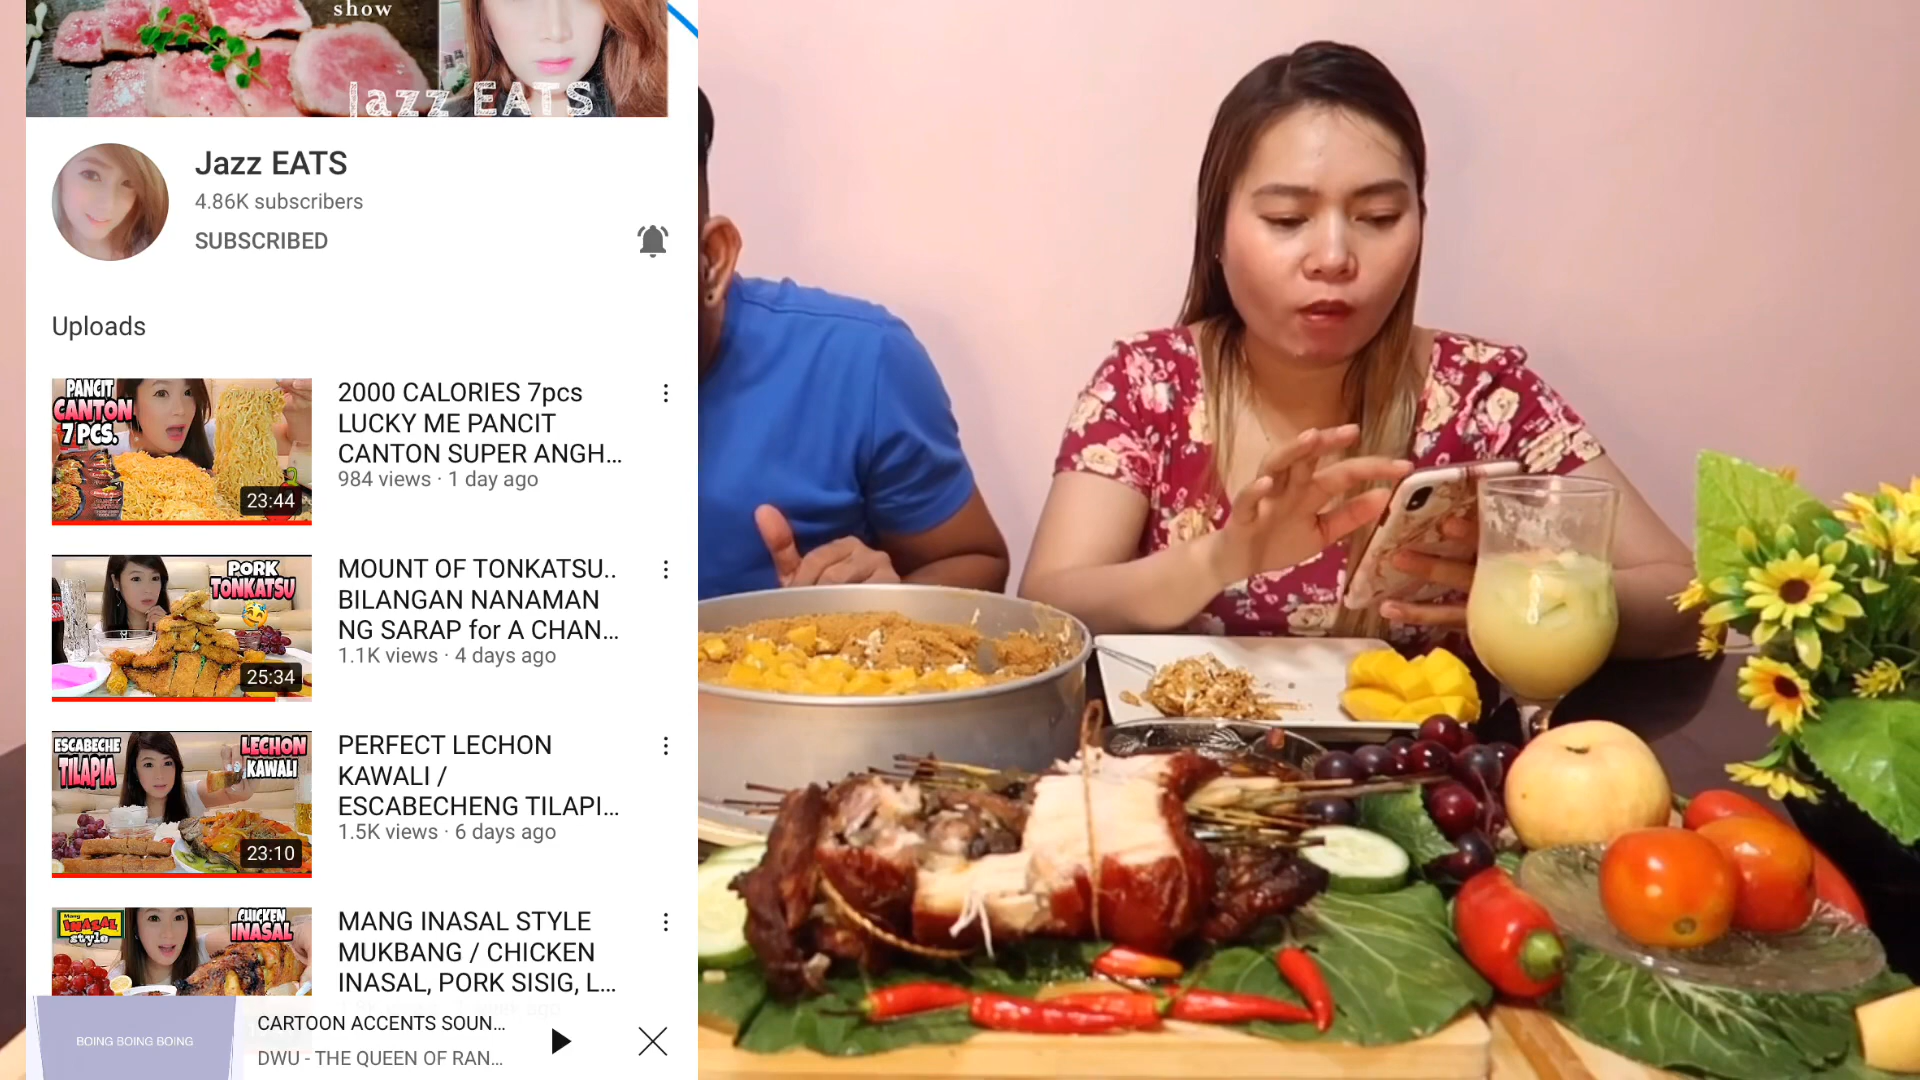 show
Jazz EATS
Jazz EATS
4.86K subscribers
SUBSCRIBED
Uploads
PANCIT
CANTON
7 PCS.
23:44
2000 CALORIES 7pcs
LUCKY ME PANCIT
CANTON SUPER ANGH...
984 views · 1 day ago
PORK
TONKATSU
25:34
MOUNT OF TONKATSU..
BILANGAN NANAMAN
NG SARAP for A CHAN...
1.1K views · 4 days ago
ESCABECHE
TILAPIA
LECHON
KAWALI
23:10
PERFECT LECHON
KAWALI /
ESCABECHENG TILAPI...
1.5K views · 6 days ago
Mang
INASAL
style
CHICKEN
INASAL
MANG INASAL STYLE
MUKBANG / CHICKEN
INASAL, PORK SISIG, L...
BOING BOING BOING
CARTOON ACCENTS SOUN...
DWU - THE QUEEN OF RAN...